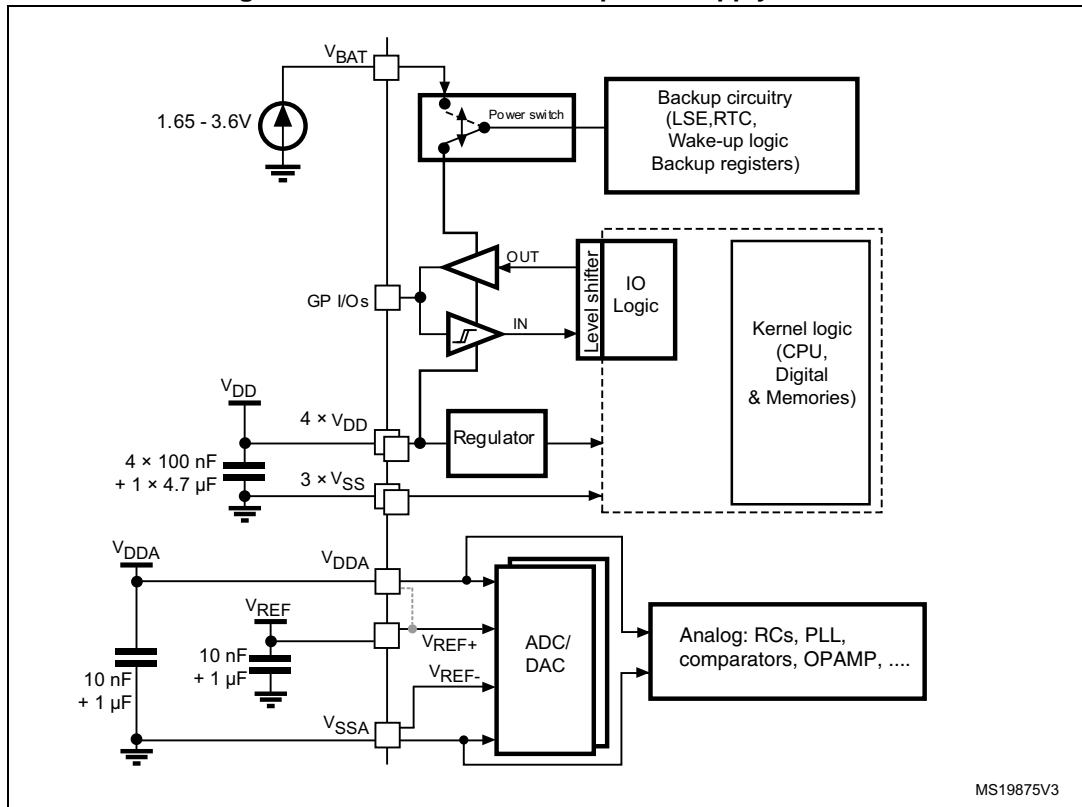 V_BAT
1.65 - 3.6V
Power switch
Backup circuitry
(LSE,RTC,
Wake-up logic
Backup registers)
OUT
GP I/Os
IN
Level shifter
IO
Logic
Kernel logic
(CPU,
Digital
& Memories)
V_DD
4 × V_DD
Regulator
4 × 100 nF
+ 1 × 4.7 µF
3 × V_SS
V_DDA
V_DDA
V_REF
10 nF
+ 1 µF
V_REF+
ADC/
DAC
Analog: RCs, PLL,
comparators, OPAMP, ....
V_REF-
10 nF
+ 1 µF
V_SSA
MS19875V3